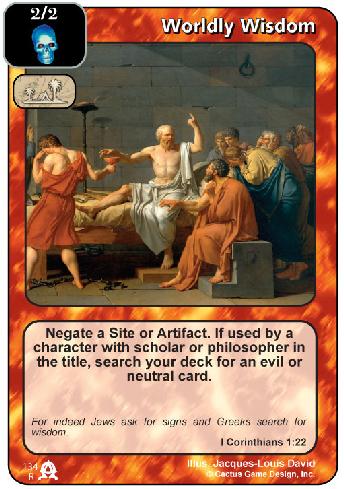 2/2
Worldly Wisdom
Negate a Site or Artifact. If used by a
character with scholar or philosopher in
the title, search your deck for an evil or
neutral card.
For indeed Jews ask for signs and Greeks search for
wisdom
I Corinthians 1:22
134
R
Illus. Jacques-Louis David
©Cactus Game Design, Inc.